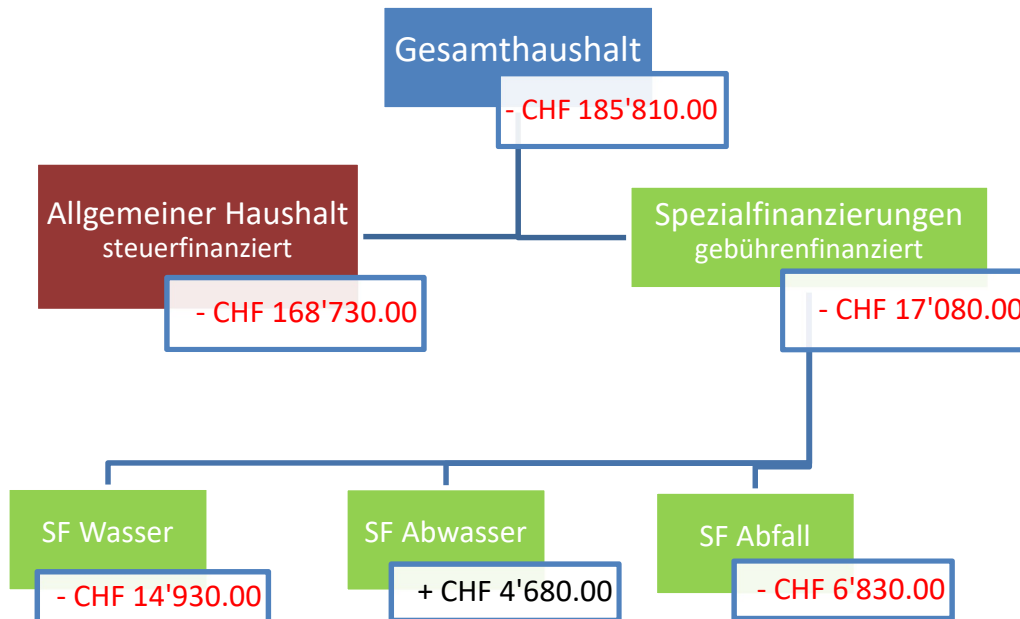 Gesamthaushalt
- CHF 185'810.00
Allgemeiner Haushalt
steuerfinanziert
- CHF 168'730.00
Spezialfinanzierungen
gebührenfinanziert
- CHF 17'080.00
SF Wasser
- CHF 14'930.00
SF Abwasser
+ CHF 4'680.00
SF Abfall
- CHF 6'830.00